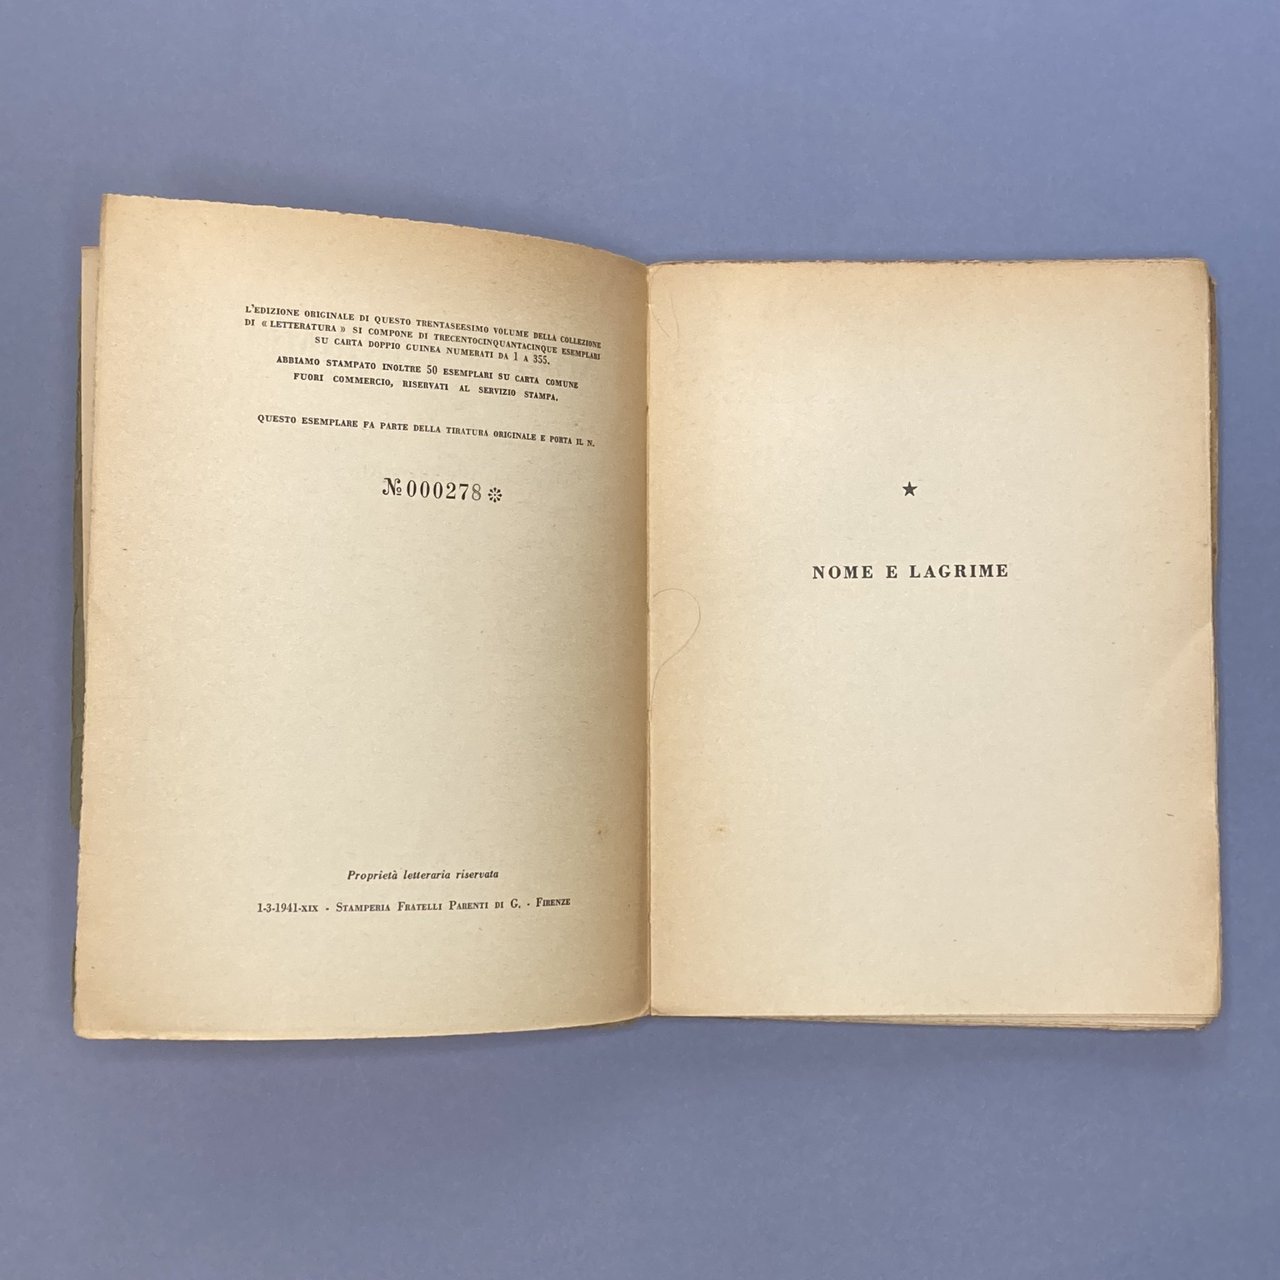 L'EDIZIONE ORIGINALE DI QUESTO TRENTASEESIMO VOLUME DELLA COLLEZIONE
DI « LETTERATURA » SI COMPONE DI TRECENTOCINQUANTACINQUE ESEMPLARI
SU CARTA DOPPIO GUINEA NUMERATI DA 1 A 355.
ABBIAMO STAMPATO INOLTRE 50 ESEMPLARI SU CARTA COMUNE
FUORI COMMERCIO, RISERVATI AL SERVIZIO STAMPA.
QUESTO ESEMPLARE FA PARTE DELLA TIRATURA ORIGINALE E PORTA IL N.
№ 000278
Proprietà letteraria riservata
1-3-1941-XIX - STAMPERIA FRATELLI PARENTI DI G. - FIRENZE
NOME E LAGRIME